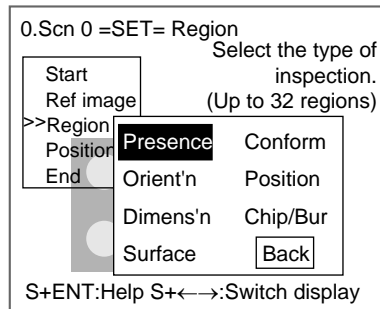 0.Scn 0 =SET= Region
Select the type of
inspection.
(Up to 32 regions)
Start
Ref image
>>Region
Position
End
Presence Conform
Orient'n Position
Dimens'n Chip/Bur
Surface Back
S+ENT:Help S+←→:Switch display